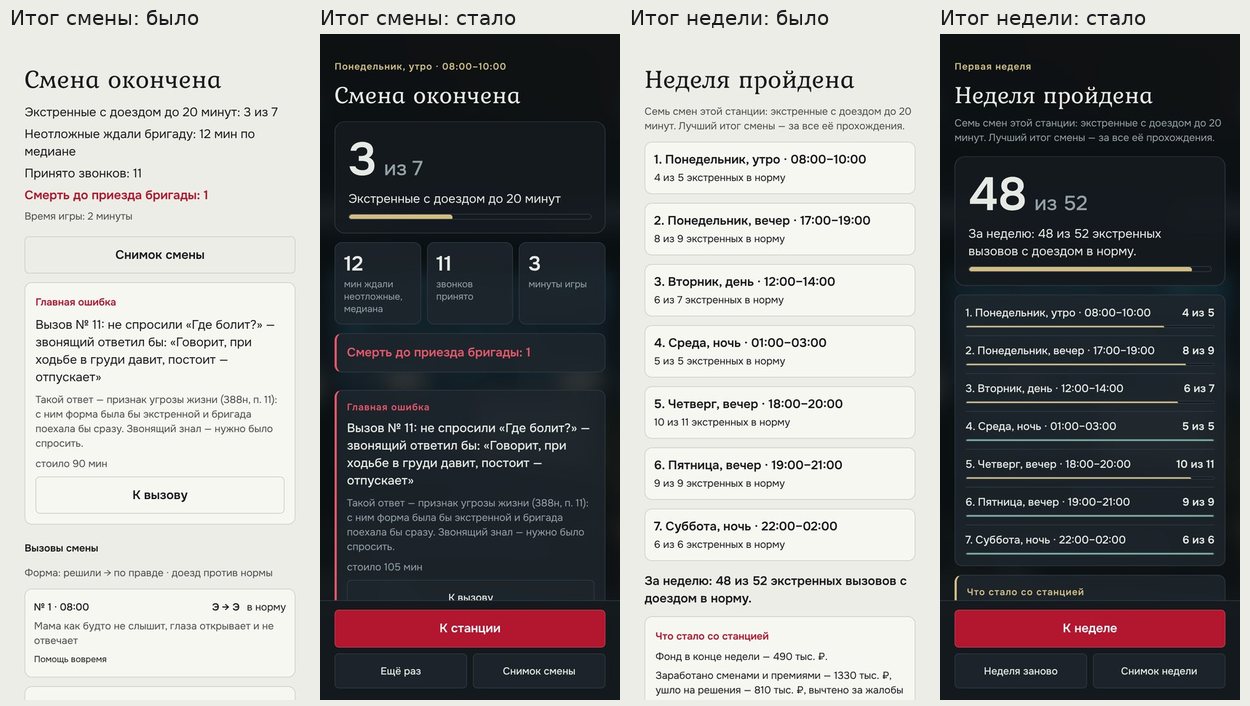 Итог смены: было
Смена окончена
Экстренные с доездом до 20 минут: 3 из 7
Неотложные ждали бригаду: 12 мин по
медиане
Принято звонков: 11
Смерть до приезда бригады: 1
Время игры: 2 минуты
Снимок смены
Главная ошибка
Вызов № 11: не спросили «Где болит?» —
звонящий ответил бы: «Говорит, при
ходьбе в груди давит, постоит —
отпускает»
Такой ответ — признак угрозы жизни (388н, п. 11):
с ним форма была бы экстренной и бригада
поехала бы сразу. Звонящий знал — нужно было
спросить.
стоило 90 мин
К вызову
Вызовы смены
Форма: решили → по правде · доезд против нормы
№ 1 · 08:00 Э → Э в норму
Мама как будто не слышит, глаза открывает и не
отвечает
Помощь вовремя
Итог смены: стало
Понедельник, утро · 08:00–10:00
Смена окончена
3 из 7
Экстренные с доездом до 20 минут
12
мин ждали
неотложные,
медиана
11
звонков
принято
3
минуты игры
Смерть до приезда бригады: 1
Главная ошибка
Вызов № 11: не спросили «Где болит?» —
звонящий ответил бы: «Говорит, при
ходьбе в груди давит, постоит —
отпускает»
Такой ответ — признак угрозы жизни (388н, п. 11):
с ним форма была бы экстренной и бригада
поехала бы сразу. Звонящий знал — нужно было
спросить.
стоило 105 мин
К вызову
К станции
Ещё раз
Снимок смены
Итог недели: было
Неделя пройдена
Семь смен этой станции: экстренные с доездом до 20
минут. Лучший итог смены — за все её прохождения.
1. Понедельник, утро · 08:00–10:00
4 из 5 экстренных в норму
2. Понедельник, вечер · 17:00–19:00
8 из 9 экстренных в норму
3. Вторник, день · 12:00–14:00
6 из 7 экстренных в норму
4. Среда, ночь · 01:00–03:00
5 из 5 экстренных в норму
5. Четверг, вечер · 18:00–20:00
10 из 11 экстренных в норму
6. Пятница, вечер · 19:00–21:00
9 из 9 экстренных в норму
7. Суббота, ночь · 22:00–02:00
6 из 6 экстренных в норму
За неделю: 48 из 52 экстренных вызовов с
доездом в норму.
Что стало со станцией
Фонд в конце недели — 490 тыс. ₽.
Заработано сменами и премиями — 1330 тыс. ₽,
ушло на решения — 810 тыс. ₽, вычтено за жалобы
Итог недели: стало
Первая неделя
Неделя пройдена
Семь смен этой станции: экстренные с доездом до 20
минут. Лучший итог смены — за все её прохождения.
48 из 52
За неделю: 48 из 52 экстренных
вызовов с доездом в норму.
1. Понедельник, утро · 08:00–10:00 4 из 5
2. Понедельник, вечер · 17:00–19:00 8 из 9
3. Вторник, день · 12:00–14:00 6 из 7
4. Среда, ночь · 01:00–03:00 5 из 5
5. Четверг, вечер · 18:00–20:00 10 из 11
6. Пятница, вечер · 19:00–21:00 9 из 9
7. Суббота, ночь · 22:00–02:00 6 из 6
Что стало со станцией
К неделе
Неделя заново
Снимок недели